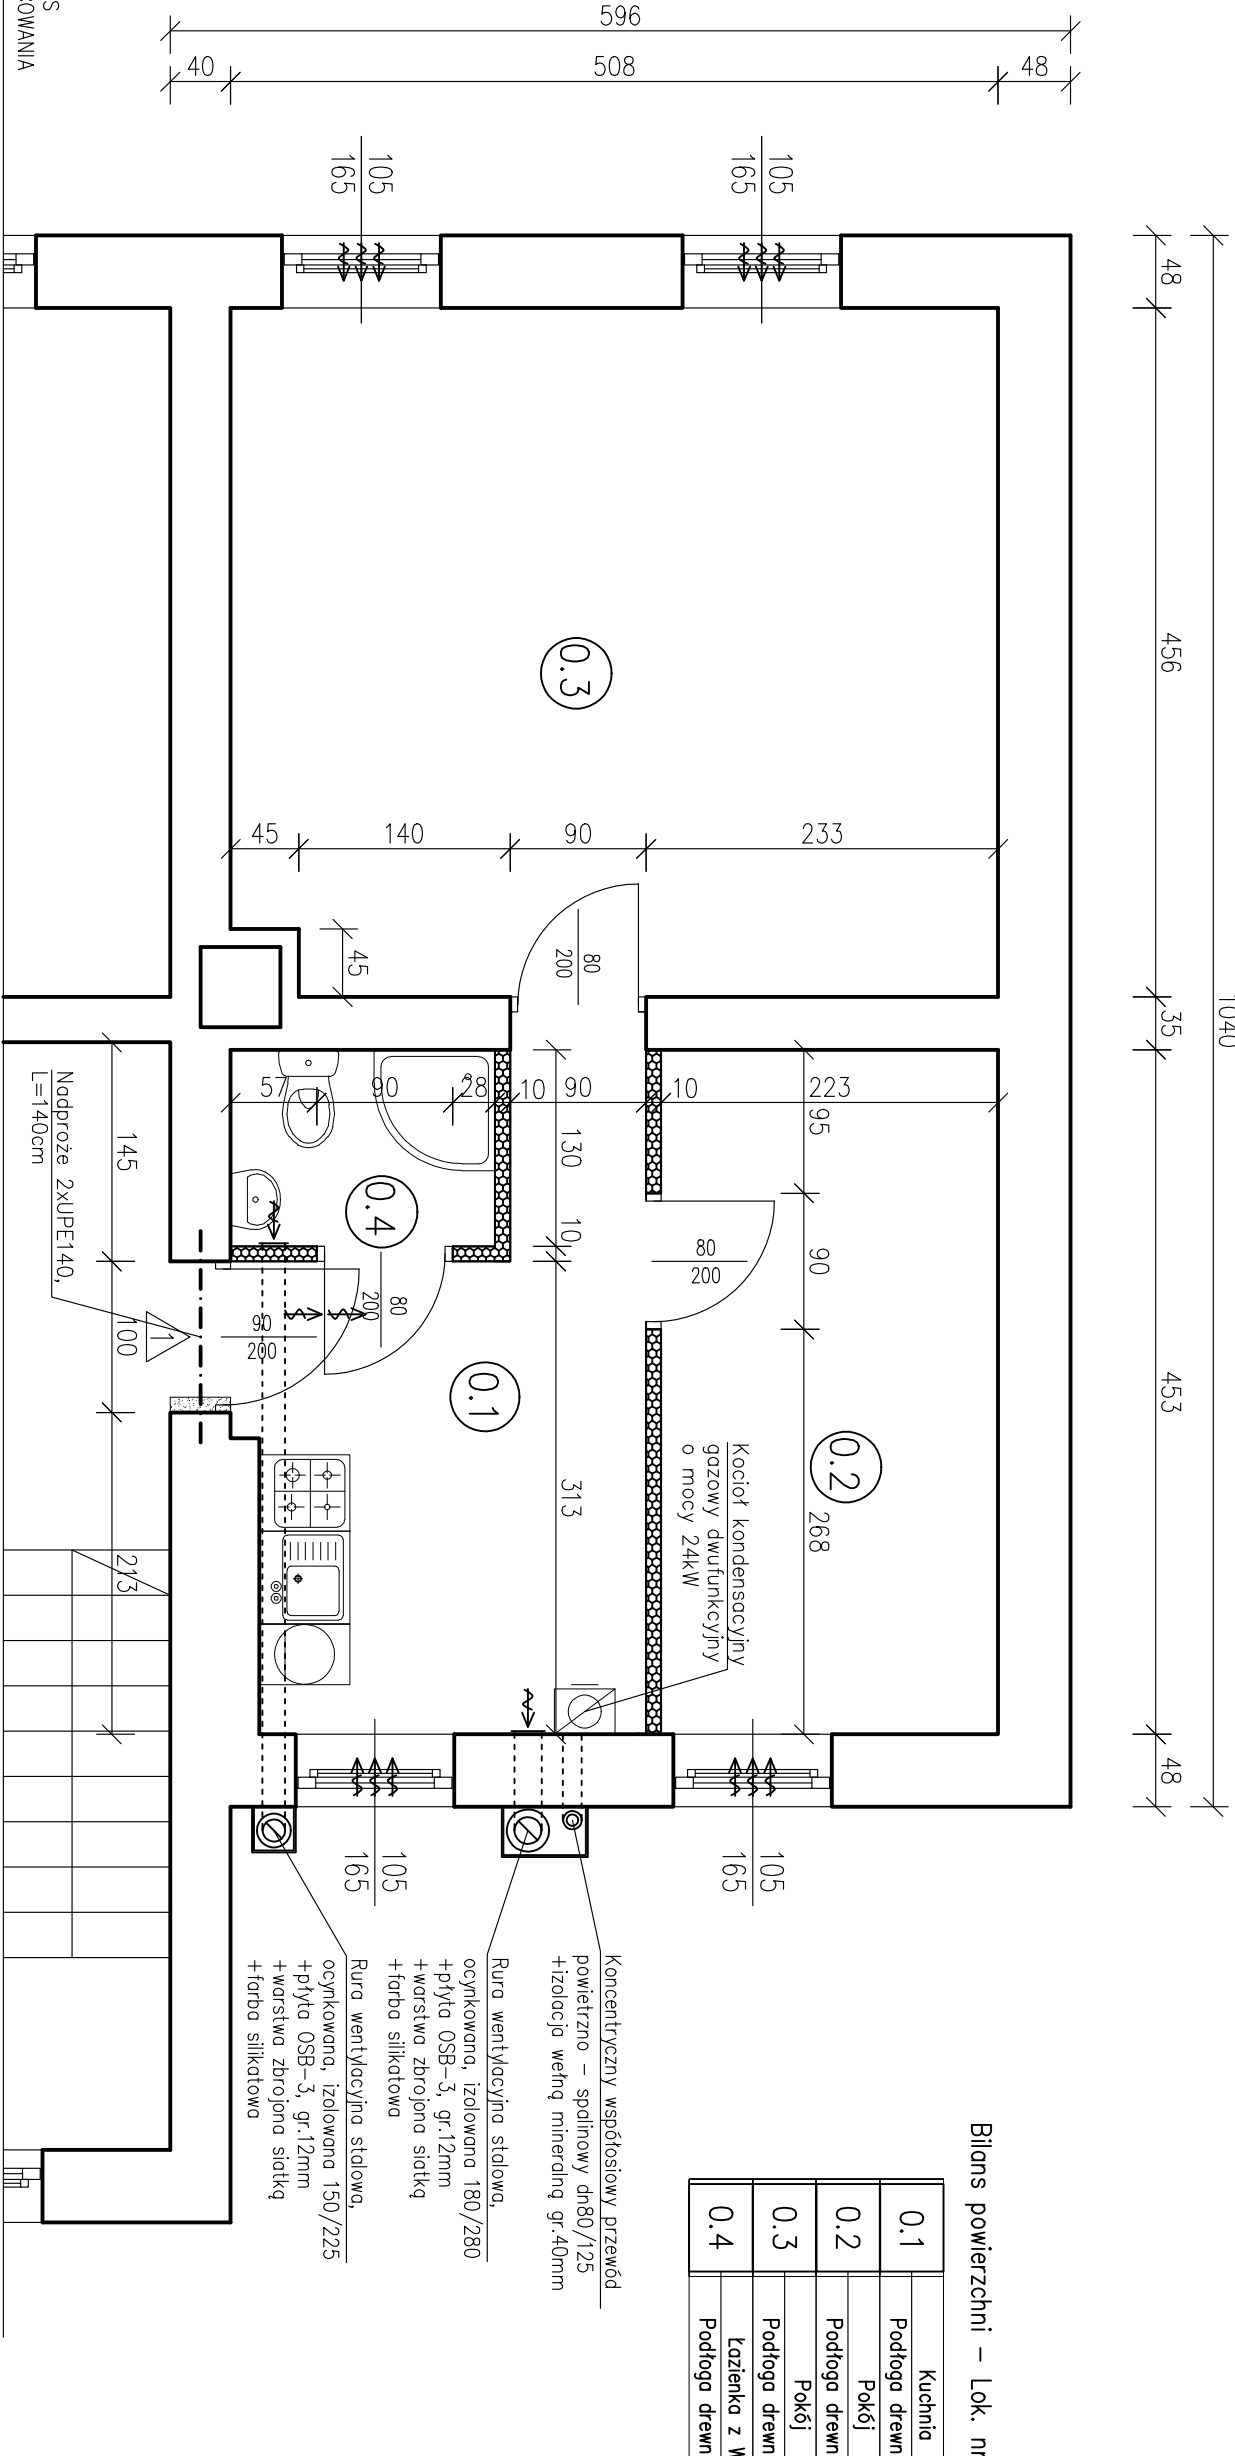 S
OWANIA
596
40
508
48
105
165
105
165
1040
48
456
35
453
48
0.3
45
140
90
233
45
80
200
57
90
28
10
90
10
223
95
90
268
130
10
313
80
200
80
200
90
200
0.4
0.1
0.2
145
100
213
1
Nadproże 2xUPE140,
L=140cm
Kocioł kondensacyjny
gazowy dwufunkcyjny
o mocy 24kW
105
165
105
165
Koncentryczny współosiowy przewód
powietrzno – spalinowy dn80/125
+izolacja wełną mineralną gr.40mm
Rura wentylacyjna stalowa,
ocynkowana, izolowana 180/280
+płyta OSB-3, gr.12mm
+warstwa zbrojona siatką
+farba silikatowa
Rura wentylacyjna stalowa,
ocynkowana, izolowana 150/225
+płyta OSB-3, gr.12mm
+warstwa zbrojona siatką
+farba silikatowa
Bilans powierzchni – Lok. nr
0.1
Kuchnia
Podłoga drewn
0.2
Pokój
Podłoga drewn
0.3
Pokój
Podłoga drewn
0.4
Łazienka z W
Podłoga drewn